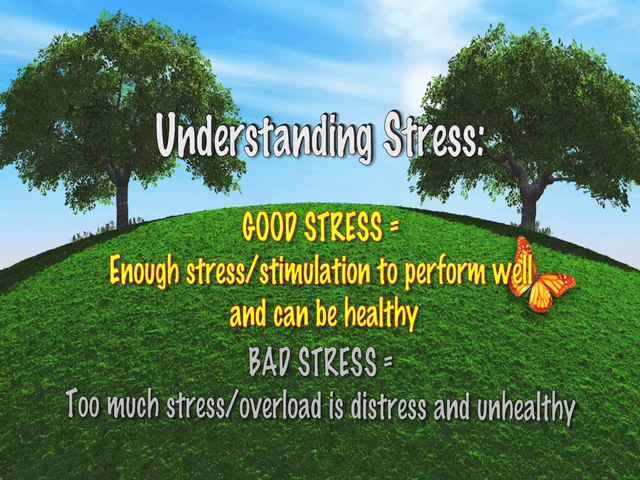 Understanding Stress:
GOOD STRESS =
Enough stress/stimulation to perform well
and can be healthy
BAD STRESS =
Too much stress/overload is distress and unhealthy